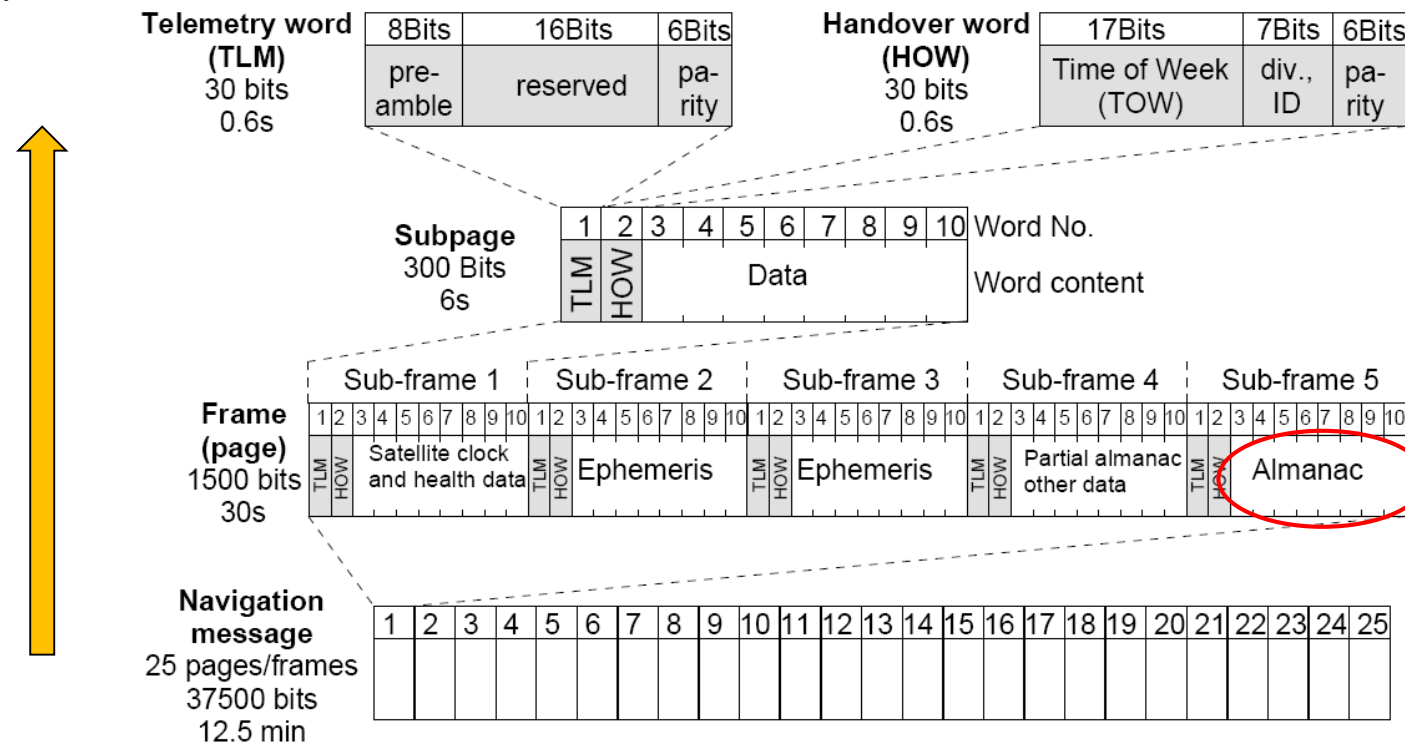 Telemetry word
(TLM)
30 bits
0.6s
8Bits 16Bits 6Bits
pre-
amble
reserved
pa-
rity
Handover word
(HOW)
30 bits
0.6s
17Bits 7Bits 6Bits
Time of Week
(TOW)
div.,
ID
pa-
rity
Subpage
300 Bits
6s
1 2 3 4 5 6 7 8 9 10 Word No.
TLM HOW Data Word content
Sub-frame 1 Sub-frame 2 Sub-frame 3 Sub-frame 4 Sub-frame 5
Frame
(page)
1500 bits
30s
1 2 3 4 5 6 7 8 9 10 1 2 3 4 5 6 7 8 9 10 1 2 3 4 5 6 7 8 9 10 1 2 3 4 5 6 7 8 9 10 1 2 3 4 5 6 7 8 9 10
TLM HOW
Satellite clock
and health data
TLM HOW Ephemeris
TLM HOW Ephemeris
TLM HOW
Partial almanac
other data
TLM HOW Almanac
Navigation
message
25 pages/frames
37500 bits
12.5 min
1 2 3 4 5 6 7 8 9 10 11 12 13 14 15 16 17 18 19 20 21 22 23 24 25